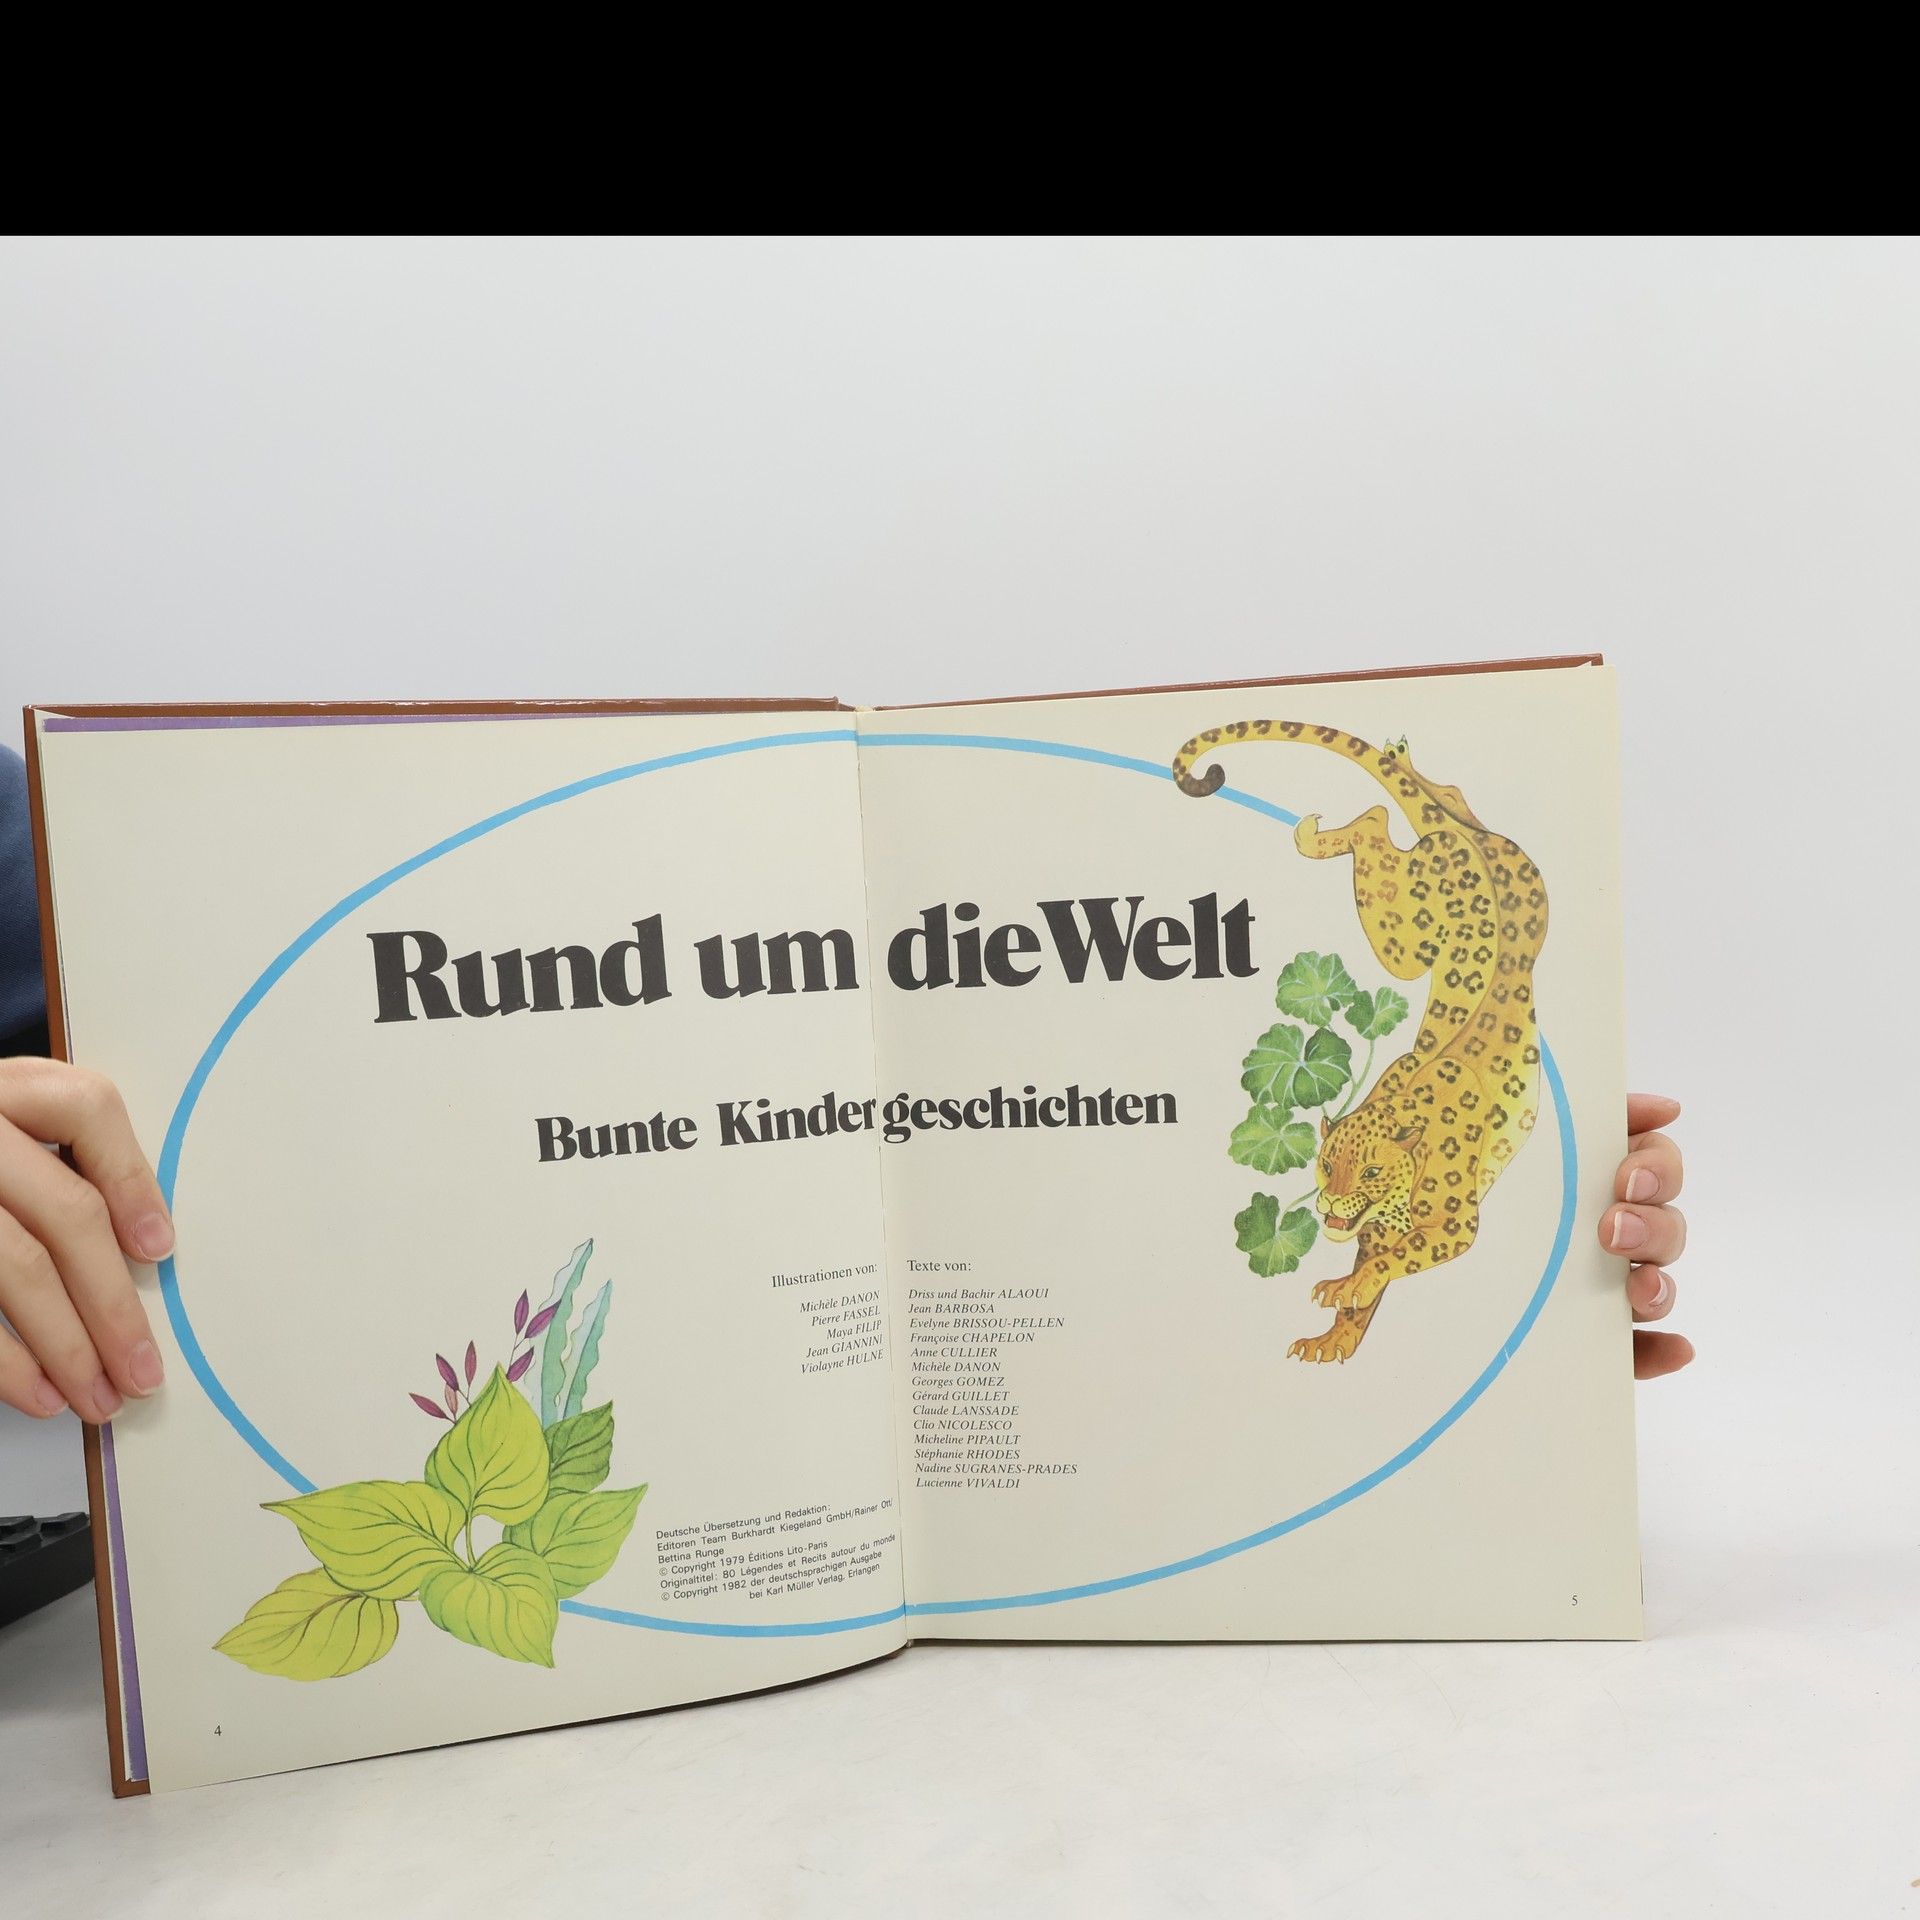 Rund um die Welt
Bunte Kindergeschichten
Illustrationen von:
Michèle DANON
Pierre FASSEL
Maya FILIP
Jean GIANNINI
Violayne HULNE
Texte von:
Driss und Bachir ALAOUI
Jean BARBOSA
Evelyne BRISSOU-PELLEN
Françoise CHAPELON
Anne CULLIER
Michèle DANON
Georges GOMEZ
Gérard GUILLET
Claude LANSSADE
Clio NICOLESCO
Micheline PIPAULT
Stéphanie RHODES
Nadine SUGRANES-PRADES
Lucienne VIVALDI
Deutsche Übersetzung und Redaktion:
Editoren Team Burkhardt Kiegeland GmbH/Rainer Ott/
Bettina Runge
© Copyright 1979 Éditions Lito-Paris
Originaltitel: 80 Légendes et Recits autour du monde
© Copyright 1982 der deutschsprachigen Ausgabe
bei Karl Müller Verlag, Erlangen
4
5